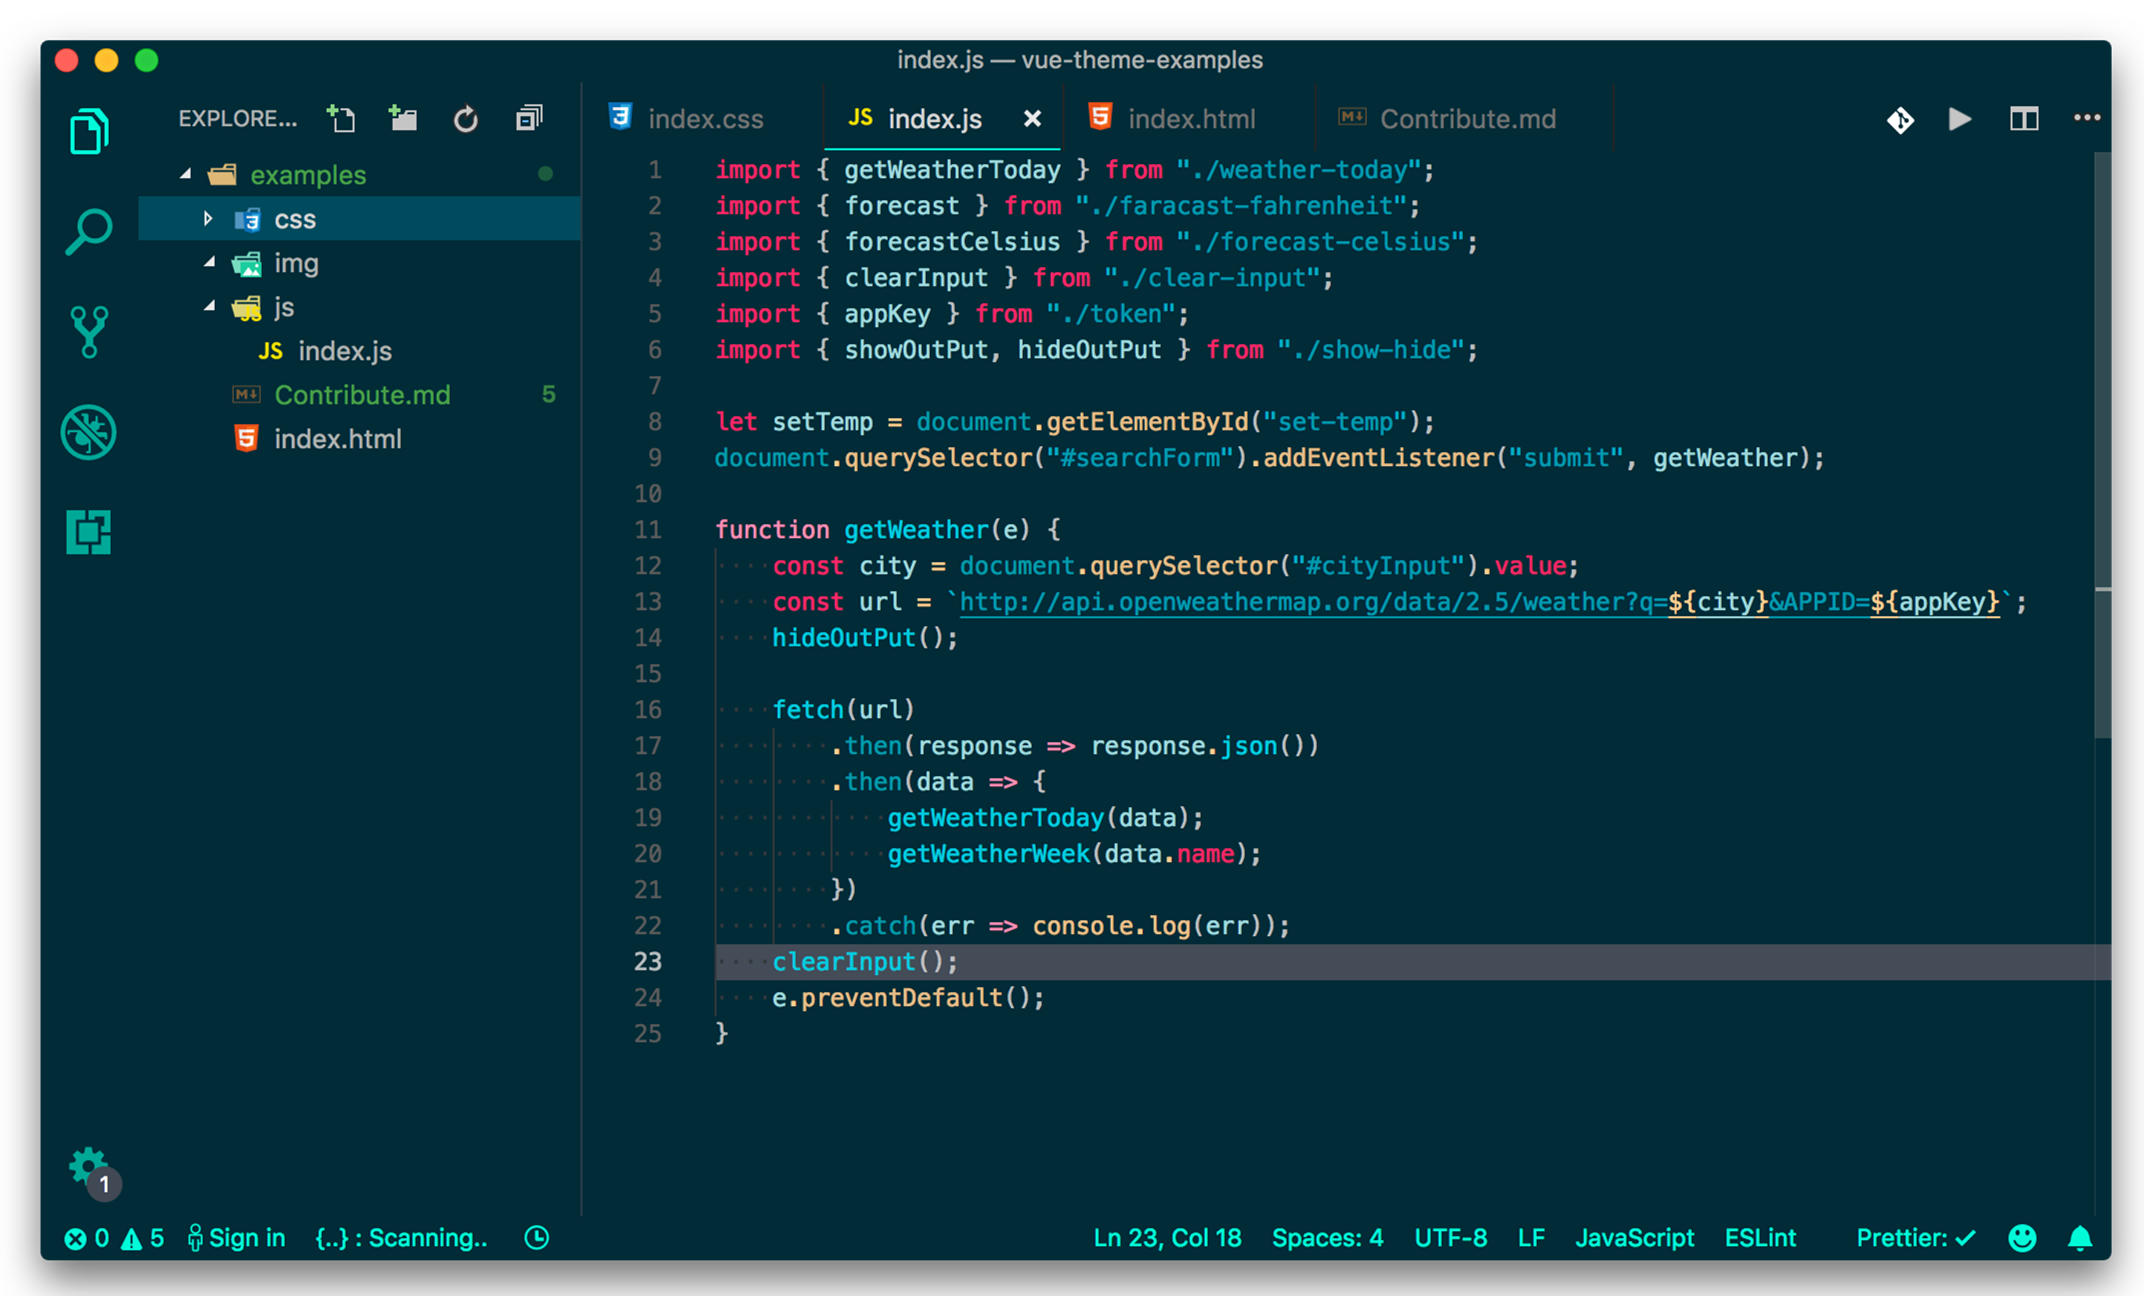 index.js — vue-theme-examples
EXPLORE...
index.css
JS index.js
index.html
Contribute.md
examples
css
img
js
JS index.js
Contribute.md 5
index.html
1 import { getWeatherToday } from "./weather-today";
2 import { forecast } from "./faracast-fahrenheit";
3 import { forecastCelsius } from "./forecast-celsius";
4 import { clearInput } from "./clear-input";
5 import { appKey } from "./token";
6 import { showOutPut, hideOutPut } from "./show-hide";
7
8 let setTemp = document.getElementById("set-temp");
9 document.querySelector("#searchForm").addEventListener("submit", getWeather);
10
11 function getWeather(e) {
12     const city = document.querySelector("#cityInput").value;
13     const url = `http://api.openweathermap.org/data/2.5/weather?q=${city}&APPID=${appKey}`;
14     hideOutPut();
15
16     fetch(url)
17         .then(response => response.json())
18         .then(data => {
19             getWeatherToday(data);
20             getWeatherWeek(data.name);
21         })
22         .catch(err => console.log(err));
23     clearInput();
24     e.preventDefault();
25 }
1
0 5 Sign in {..} : Scanning.. Ln 23, Col 18 Spaces: 4 UTF-8 LF JavaScript ESLint Prettier: ✓